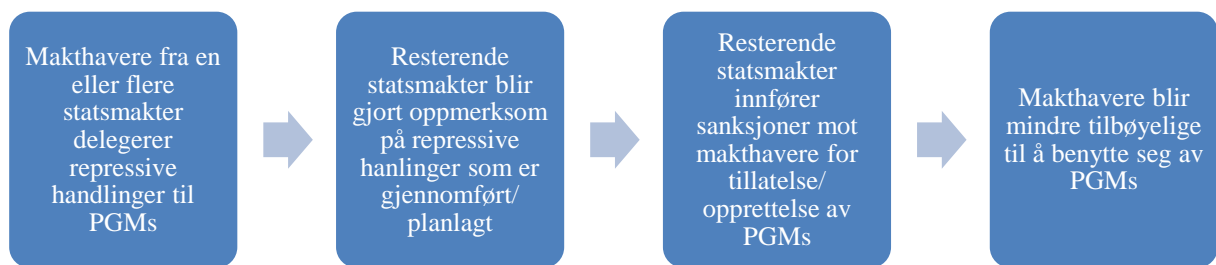 Makthavere fra en
eller flere
statsmakter
delegerer
repressive
handlinger til
PGMs
Resterende
statsmakter blir
gjort oppmerksom
på repressive
hanlinger som er
gjennomført/
planlagt
Resterende
statsmakter
innfører
sanksjoner mot
makthavere for
tillatelse/
opprettelse av
PGMs
Makthavere blir
mindre tilbøyelige
til å benytte seg av
PGMs